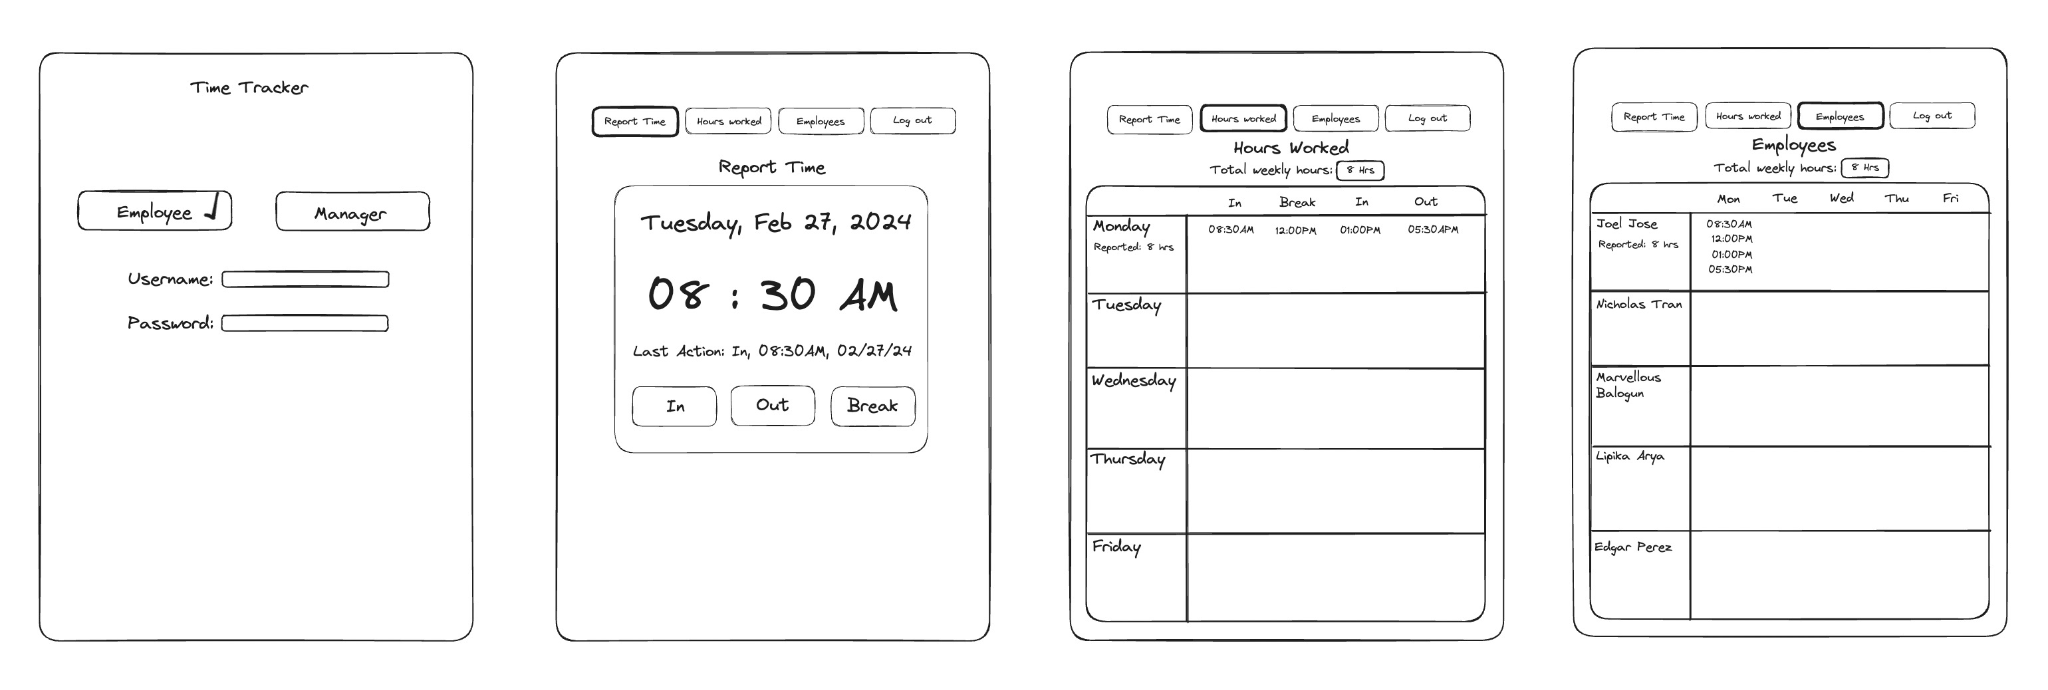 Time Tracker
Employee
Manager
Username:
Password:
Report Time
Hours worked
Employees
Log out
Report Time
Tuesday, Feb 27, 2024
08 : 30 AM
Last Action: In, 08:30AM, 02/27/24
In
Out
Break
Report Time
Hours worked
Employees
Log out
Hours Worked
Total weekly hours: 8 Hrs
In Break In Out
Monday 08:30AM 12:00PM 01:00PM 05:30APM
Reported: 8 hrs
Tuesday
Wednesday
Thursday
Friday
Report Time
Hours worked
Employees
Log out
Employees
Total weekly hours: 8 Hrs
Mon Tue Wed Thu Fri
Joel Jose
Reported: 8 hrs
08:30AM
12:00PM
01:00PM
05:30PM
Nicholas Tran
Marvellous
Balogun
Lipika Arya
Edgar Perez